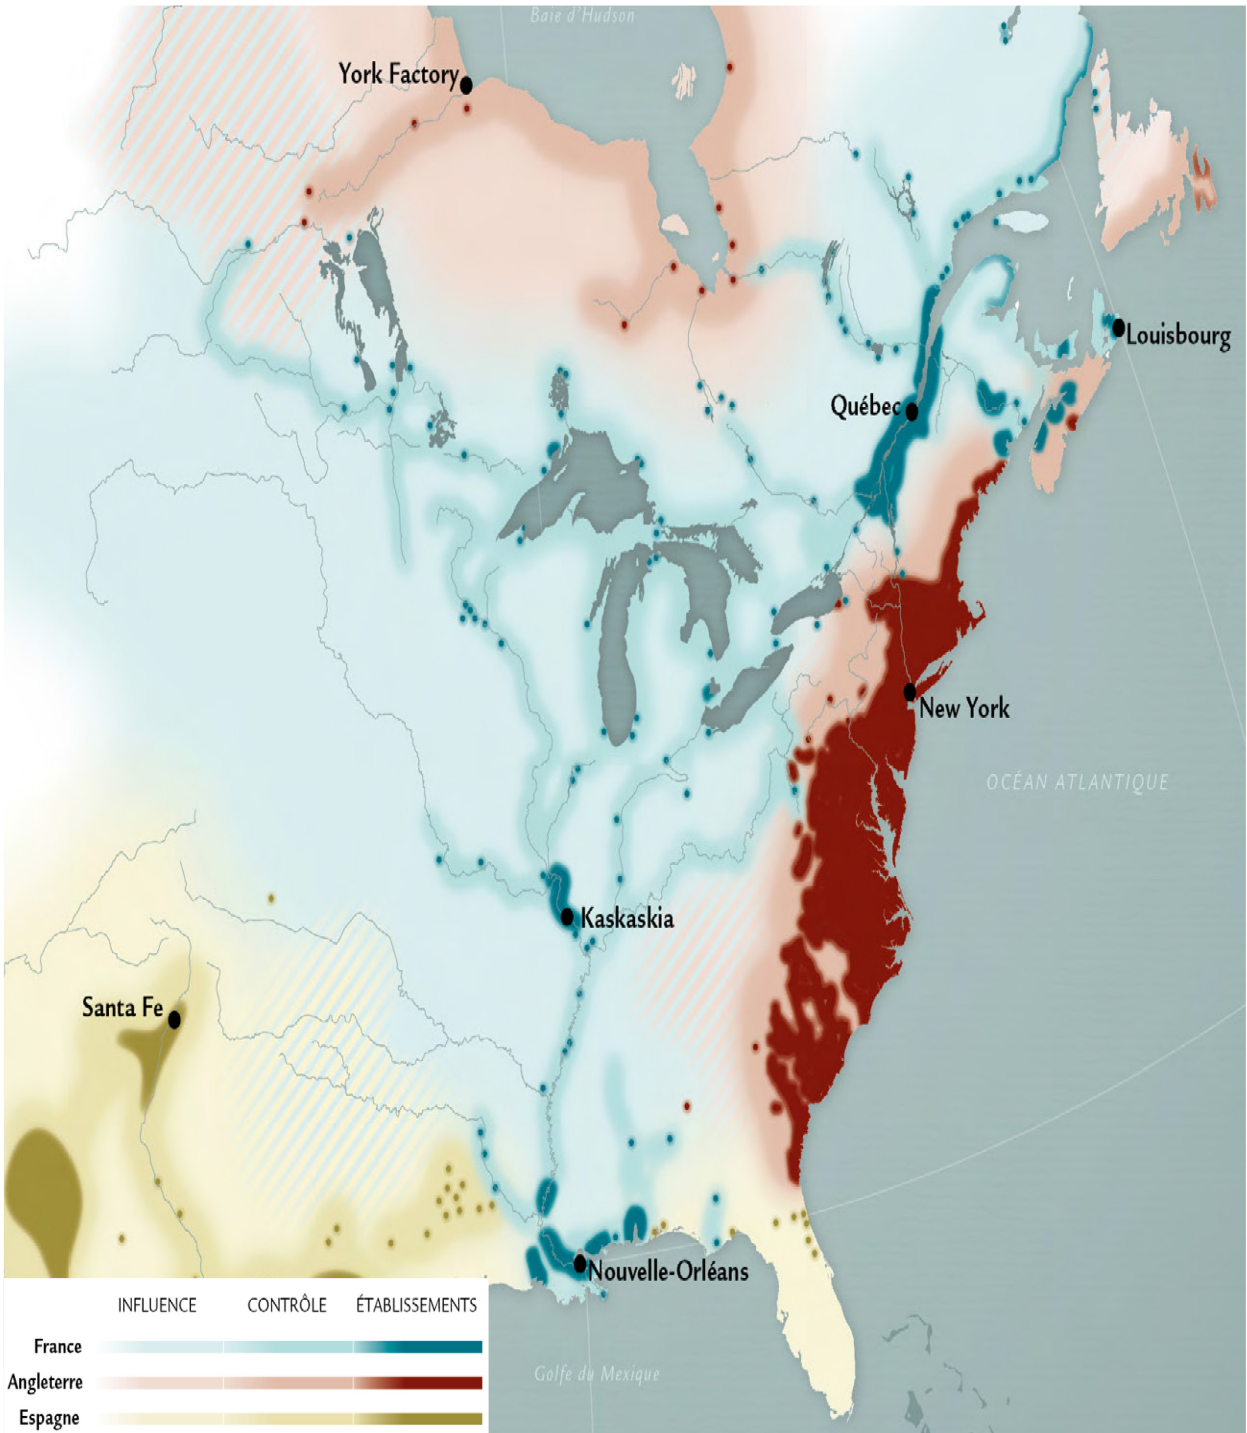 Baie d'Hudson
York Factory
Louisbourg
Québec
New York
OCÉAN ATLANTIQUE
Kaskaskia
Santa Fe
Nouvelle-Orléans
Golfe du Mexique
INFLUENCE CONTRÔLE ÉTABLISSEMENTS
France
Angleterre
Espagne